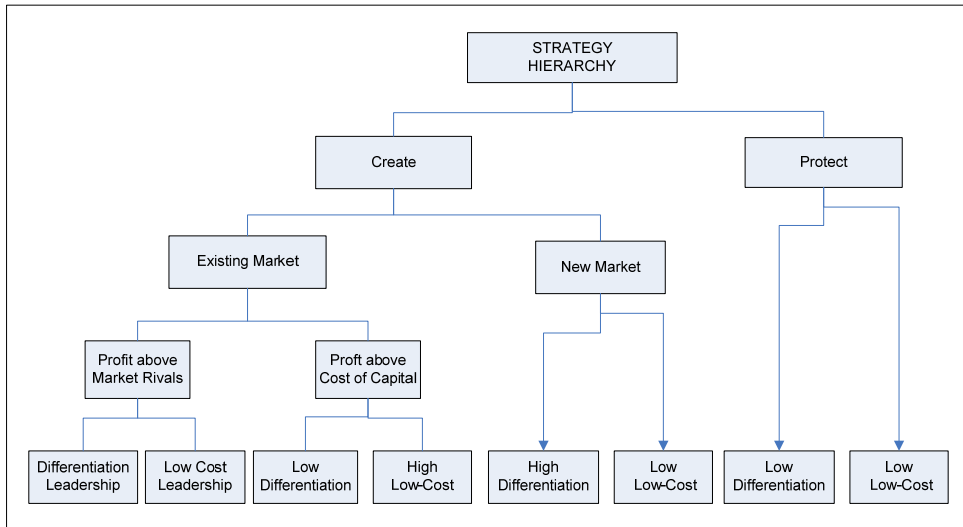 STRATEGY
HIERARCHY
Create
Protect
Existing Market
New Market
Profit above
Market Rivals
Proft above
Cost of Capital
Differentiation
Leadership
Low Cost
Leadership
Low
Differentiation
High
Low-Cost
High
Differentiation
Low
Low-Cost
Low
Differentiation
Low
Low-Cost